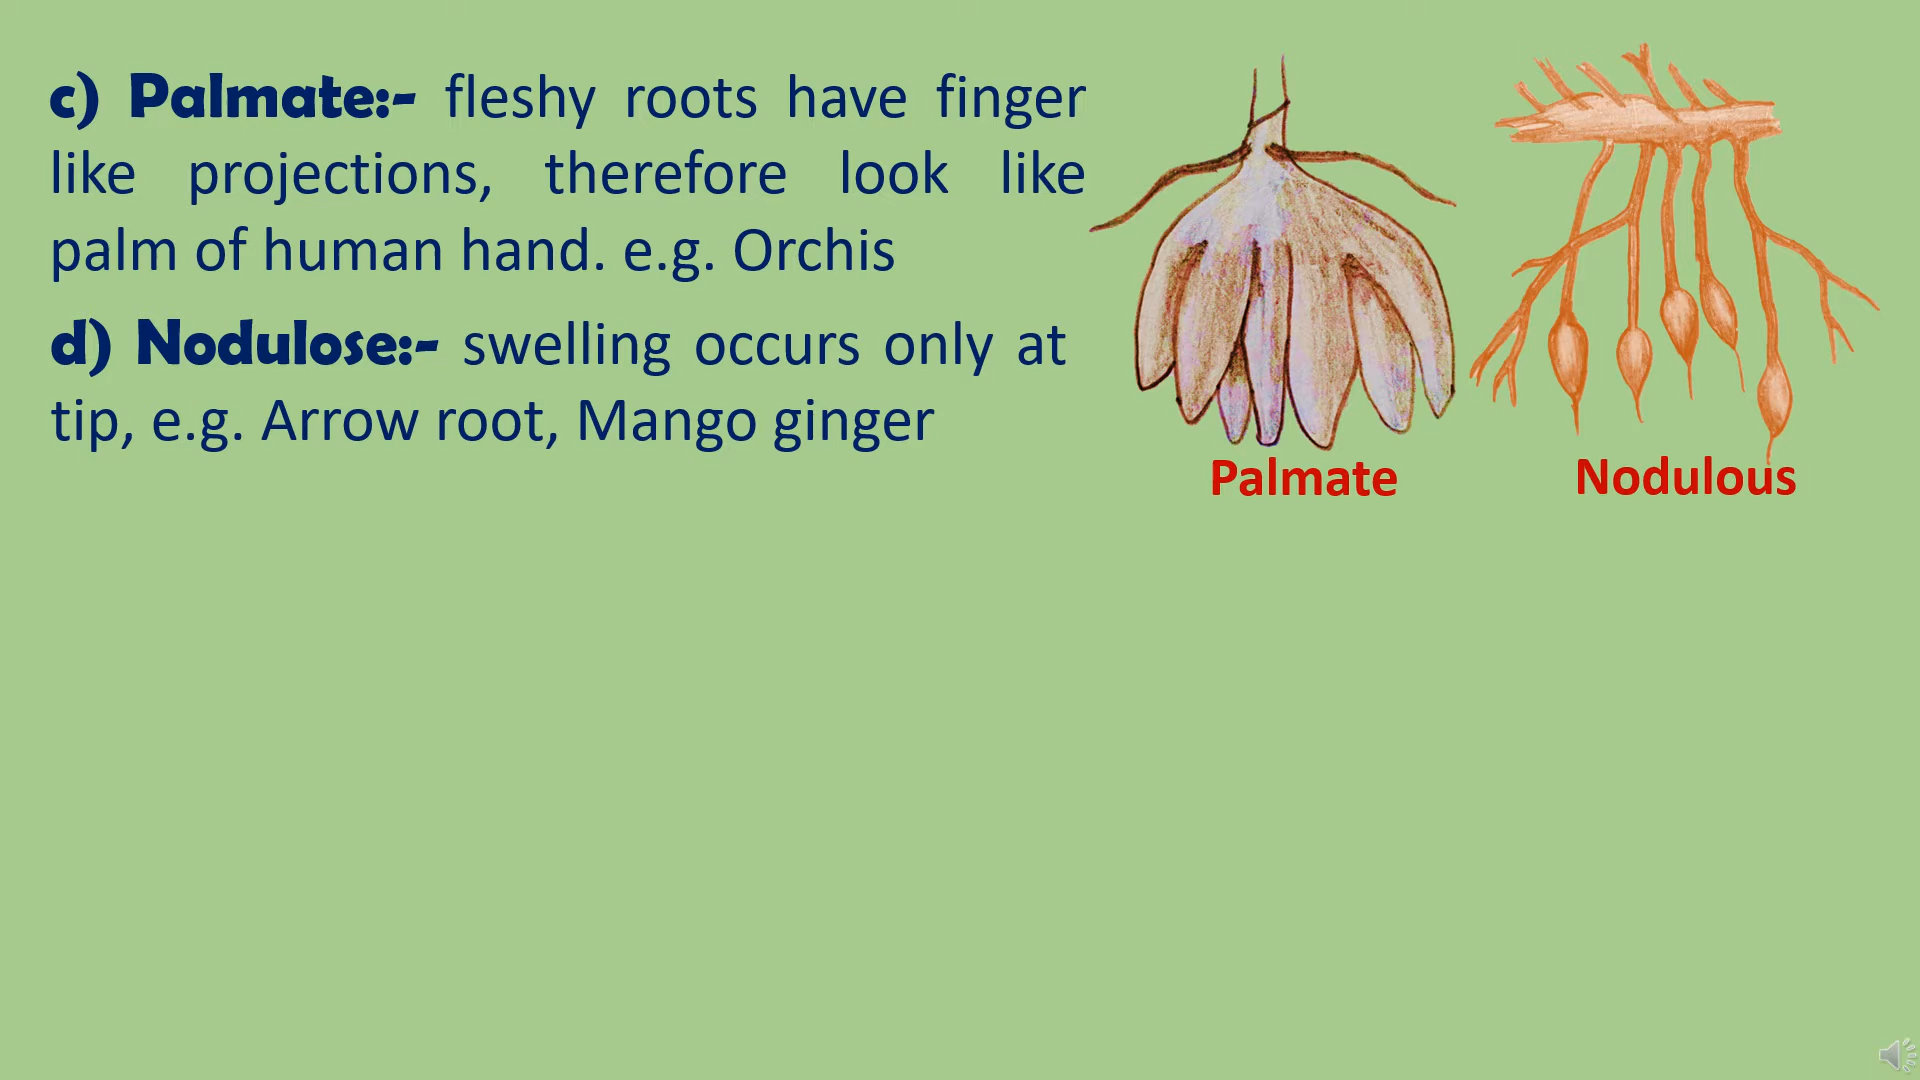 c) Palmate:- fleshy roots have finger
like projections, therefore look like
palm of human hand. e.g. Orchis
d) Nodulose:- swelling occurs only at
tip, e.g. Arrow root, Mango ginger
Palmate
Nodulous